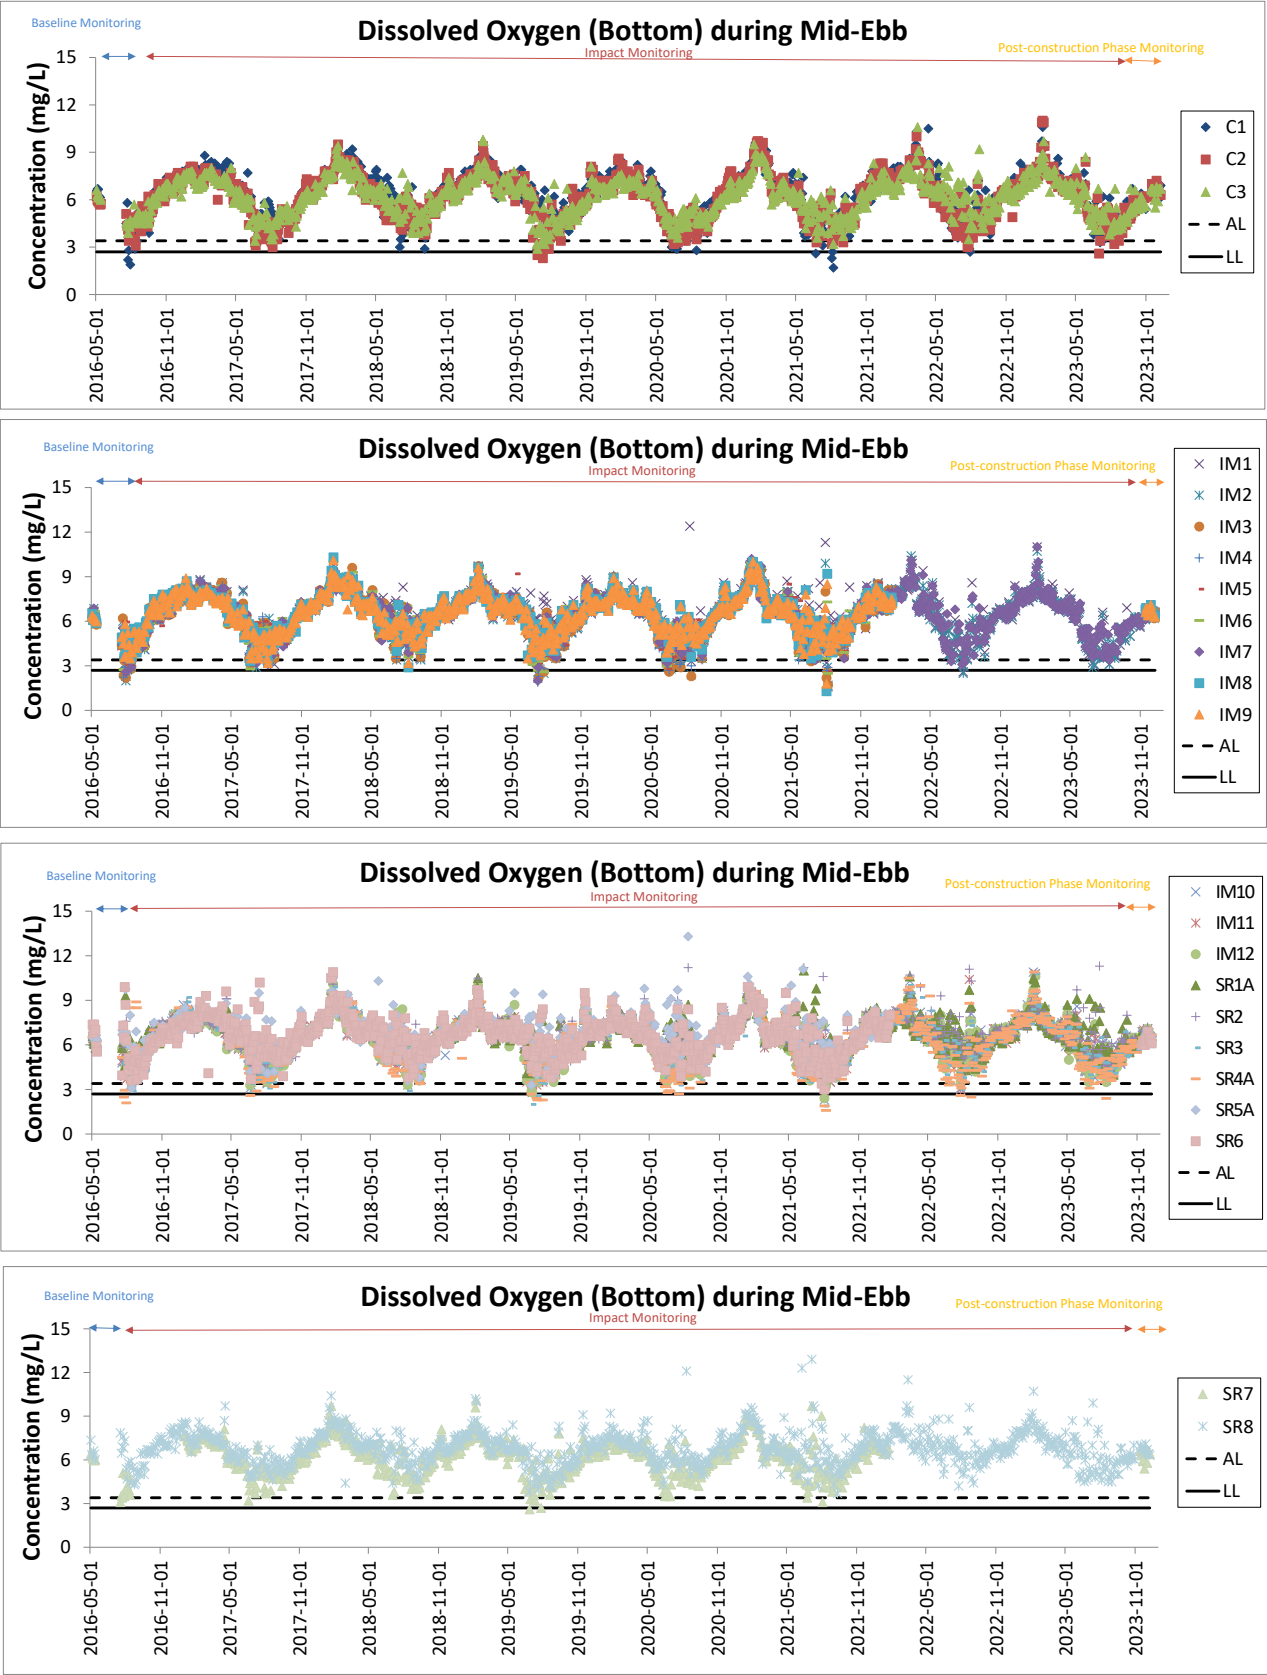 Baseline Monitoring
Dissolved Oxygen (Bottom) during Mid-Ebb
Impact Monitoring
Post-construction Phase Monitoring
Concentration (mg/L)
15
12
9
6
3
0
2016-05-01
2016-11-01
2017-05-01
2017-11-01
2018-05-01
2018-11-01
2019-05-01
2019-11-01
2020-05-01
2020-11-01
2021-05-01
2021-11-01
2022-05-01
2022-11-01
2023-05-01
2023-11-01
C1
C2
C3
AL
LL
Baseline Monitoring
Dissolved Oxygen (Bottom) during Mid-Ebb
Impact Monitoring
Post-construction Phase Monitoring
Concentration (mg/L)
15
12
9
6
3
0
2016-05-01
2016-11-01
2017-05-01
2017-11-01
2018-05-01
2018-11-01
2019-05-01
2019-11-01
2020-05-01
2020-11-01
2021-05-01
2021-11-01
2022-05-01
2022-11-01
2023-05-01
2023-11-01
IM1
IM2
IM3
IM4
IM5
IM6
IM7
IM8
IM9
AL
LL
Baseline Monitoring
Dissolved Oxygen (Bottom) during Mid-Ebb
Impact Monitoring
Post-construction Phase Monitoring
Concentration (mg/L)
15
12
9
6
3
0
2016-05-01
2016-11-01
2017-05-01
2017-11-01
2018-05-01
2018-11-01
2019-05-01
2019-11-01
2020-05-01
2020-11-01
2021-05-01
2021-11-01
2022-05-01
2022-11-01
2023-05-01
2023-11-01
IM10
IM11
IM12
SR1A
SR2
SR3
SR4A
SR5A
SR6
AL
LL
Baseline Monitoring
Dissolved Oxygen (Bottom) during Mid-Ebb
Impact Monitoring
Post-construction Phase Monitoring
Concentration (mg/L)
15
12
9
6
3
0
2016-05-01
2016-11-01
2017-05-01
2017-11-01
2018-05-01
2018-11-01
2019-05-01
2019-11-01
2020-05-01
2020-11-01
2021-05-01
2021-11-01
2022-05-01
2022-11-01
2023-05-01
2023-11-01
SR7
SR8
AL
LL